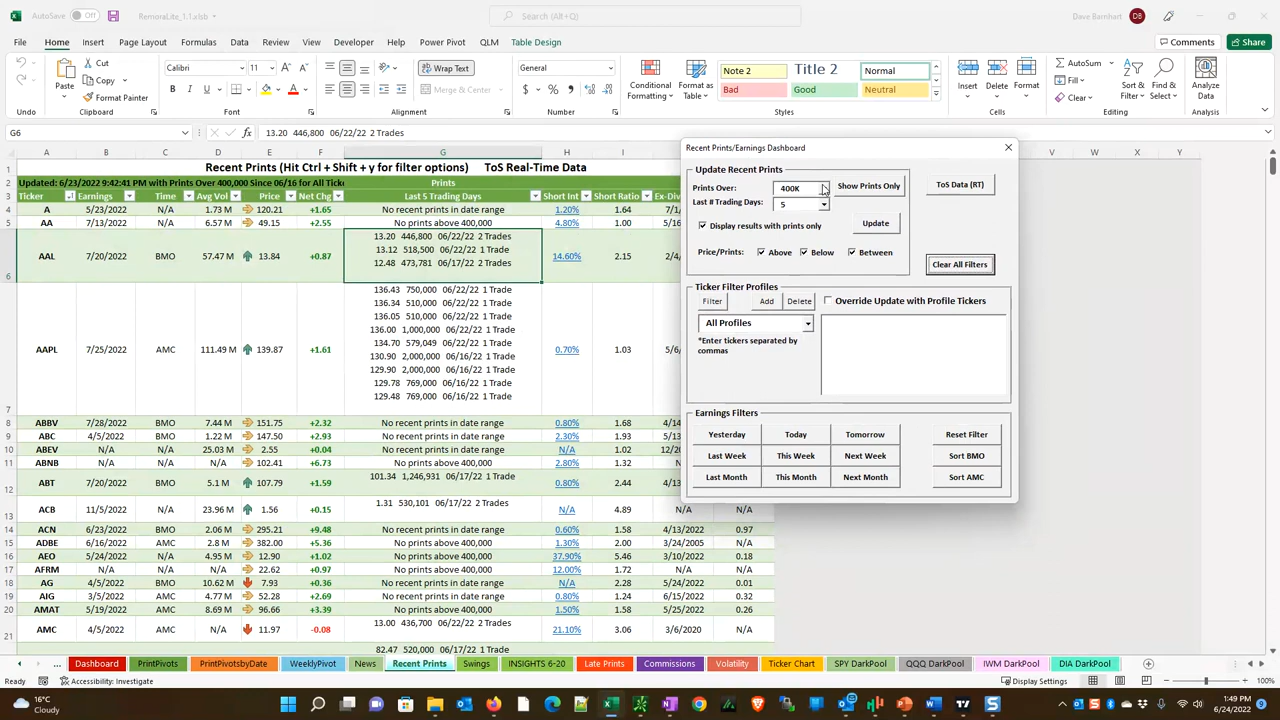 AutoSave Off RemoraLite_1.1.xlsb Search (Alt+Q) Dave Barnhart DB
File Home Insert Page Layout Formulas Data Review View Developer Help Power Pivot QLM Table Design Comments Share
Paste Cut Copy Format Painter Calibri 11 Wrap Text Merge & Center General Conditional Formatting Format as Table Note 2 Title 2 Normal Bad Good Neutral Insert Delete Format AutoSum Fill Clear Sort & Filter Find & Select Analyze Data
Undo Clipboard Font Alignment Number Styles Cells Editing Analysis
G6 13.20 446,800 06/22/22 2 Trades
A B C D E F G H I W X Y Z
1 Recent Prints (Hit Ctrl + Shift + y for filter options) ToS Real-Time Data
2 Updated: 6/23/2022 9:42:41 PM with Prints Over 400,000 Since 06/16 for All Ticke Prints
3 Ticker Earnings Time Avg Vol Price Net Chg Last 5 Trading Days Short Int Short Ratio Ex-Div
4 A 5/23/2022 N/A 1.73 M 120.21 +1.65 No recent prints in date range 1.20% 1.64 7/1
5 AA N/A N/A 6.57 M 49.15 +2.55 No prints above 400,000 4.80% 1.00 5/16
6 AAL 7/20/2022 BMO 57.47 M 13.84 +0.87 14.60% 2.15 2/4/
13.20 446,800 06/22/22 2 Trades
13.12 518,500 06/22/22 1 Trade
12.48 473,781 06/17/22 2 Trades
7 AAPL 7/25/2022 AMC 111.49 M 139.87 +1.61 0.70% 1.03 5/6/
136.43 750,000 06/22/22 1 Trade
136.34 510,000 06/22/22 1 Trade
136.05 510,000 06/22/22 1 Trade
136.00 1,000,000 06/22/22 1 Trade
134.70 579,049 06/22/22 1 Trade
130.90 2,000,000 06/16/22 1 Trade
129.90 2,000,000 06/16/22 1 Trade
129.78 769,000 06/16/22 1 Trade
129.48 769,000 06/16/22 1 Trade
8 ABBV 7/28/2022 BMO 7.44 M 151.75 +2.32 No recent prints in date range 0.80% 1.68 4/14
9 ABC 4/5/2022 BMO 1.22 M 147.50 +2.93 No prints above 400,000 2.30% 1.93 5/13
10 ABEV N/A N/A 25.03 M 2.55 +0.04 No prints above 400,000 N/A 1.02 12/20
11 ABNB N/A N/A N/A 102.41 +6.73 No prints above 400,000 2.80% 1.32
12 ABT 7/20/2022 BMO 5.1 M 107.79 +1.59 101.34 1,246,931 06/17/22 2 Trades 0.80% 2.44 4/13
13 ACB 11/5/2022 AMC 23.96 M 1.56 +0.15 1.31 530,101 06/17/22 2 Trades N/A 4.89 N/A N/A
14 ACN 6/23/2022 BMO 2.06 M 295.21 +9.48 No recent prints in date range 0.60% 1.58 4/13/2022 0.97
15 ADBE 6/16/2022 AMC 2.8 M 382.00 +5.36 No recent prints in date range 1.30% 2.00 3/24/2005 N/A
16 AEO 5/24/2022 N/A 4.95 M 12.90 +1.02 No prints above 400,000 37.90% 5.46 3/10/2022 0.18
17 AFRM N/A N/A N/A 22.62 +0.97 No prints above 400,000 12.00% 1.72 N/A N/A
18 AG 4/5/2022 BMO 10.62 M 7.93 +0.36 No recent prints in date range N/A 2.28 5/24/2022 0.01
19 AIG 3/4/2022 AMC 4.77 M 52.28 +2.69 No recent prints in date range 0.80% 1.24 6/15/2022 0.32
20 AMAT 5/19/2022 AMC 8.69 M 96.66 +3.39 No prints above 400,000 1.50% 1.58 5/25/2022 0.26
21 AMC 4/5/2022 AMC N/A 11.97 -0.08 13.00 436,700 06/22/22 1 Trade 21.10% 3.06 3/6/2020 N/A
82.47 520,000 06/22/22 1 Trade
Recent Prints/Earnings Dashboard
Update Recent Prints
Prints Over: 400K Show Prints Only ToS Data (RT)
Last # Trading Days: 5
Display results with prints only Update
Price/Prints: Above Below Between Clear All Filters
Ticker Filter Profiles
Filter Add Delete Override Update with Profile Tickers
All Profiles
*Enter tickers separated by
commas
Earnings Filters
Yesterday Today Tomorrow Reset Filter
Last Week This Week Next Week Sort BMO
Last Month This Month Next Month Sort AMC
... Dashboard PrintPivots PrintPivotsbyDate WeeklyPivot News Recent Prints Swings INSIGHTS 6-20 Late Prints Commissions Volatility Ticker Chart SPY DarkPool QQQ DarkPool IWM DarkPool DIA DarkPool
Ready Accessibility: Investigate Display Settings 100%
16°C
Cloudy
1:49 PM
6/24/2022